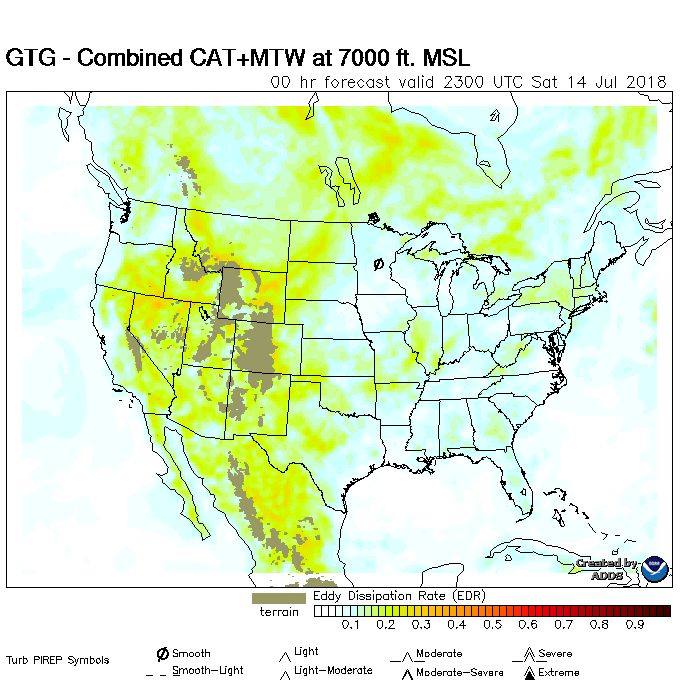 GTG - Combined CAT+MTW at 7000 ft. MSL
00 hr forecast valid 2300 UTC Sat 14 Jul 2018
Created by
ADDS
NOAA
Eddy Dissipation Rate (EDR)
terrain
0.1 0.2 0.3 0.4 0.5 0.6 0.7 0.8 0.9
Turb PIREP Symbols
Smooth Light Moderate Severe
Smooth-Light Light-Moderate Moderate-Severe Extreme